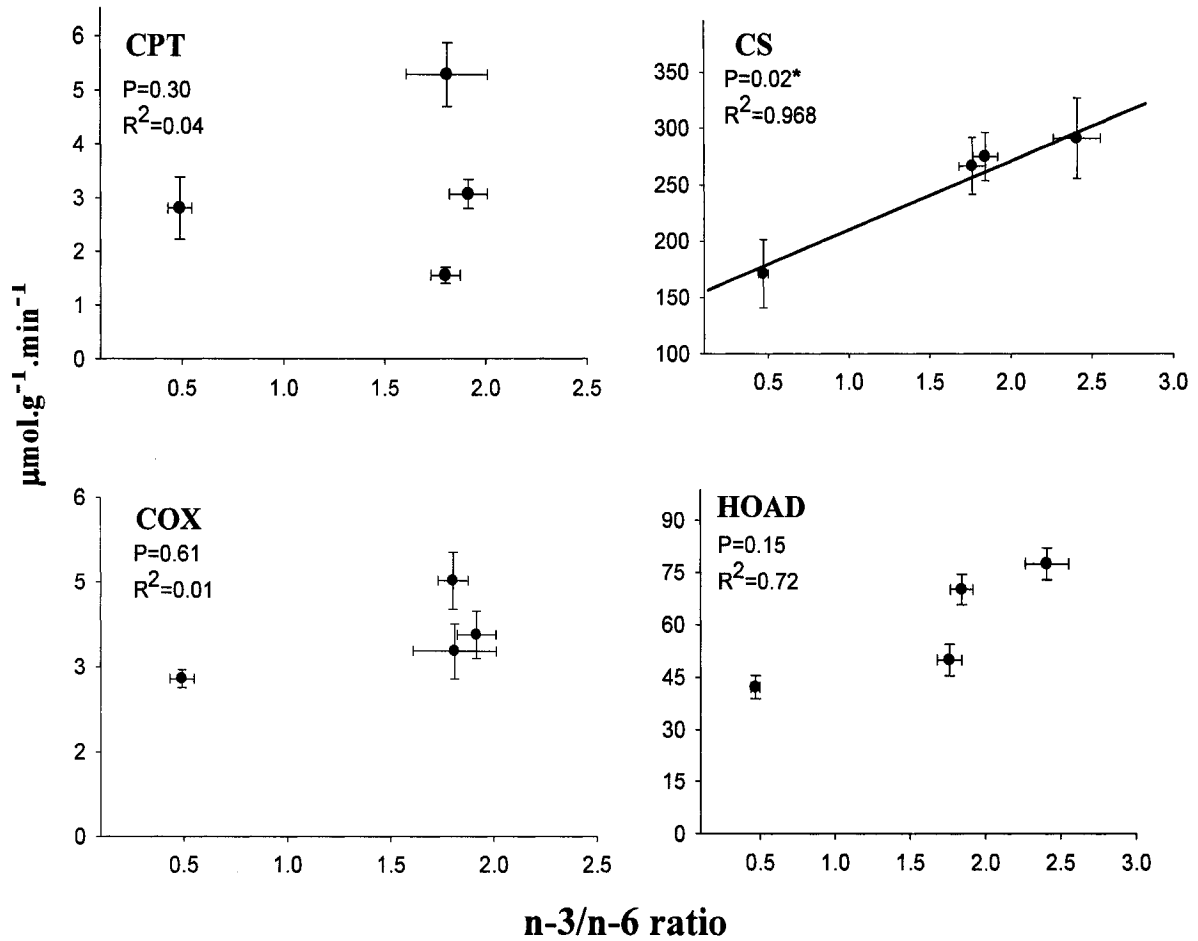 CPT
P=0.30
R²=0.04
6
5
4
3
2
1
0
0.5 1.0 1.5 2.0 2.5
CS
P=0.02*
R²=0.968
350
300
250
200
150
100
0.5 1.0 1.5 2.0 2.5 3.0
µmol.g⁻¹.min⁻¹
COX
P=0.61
R²=0.01
6
5
3
2
0
0.5 1.0 1.5 2.0 2.5
HOAD
P=0.15
R²=0.72
90
75
60
45
30
15
0
0.5 1.0 1.5 2.0 2.5 3.0
n-3/n-6 ratio